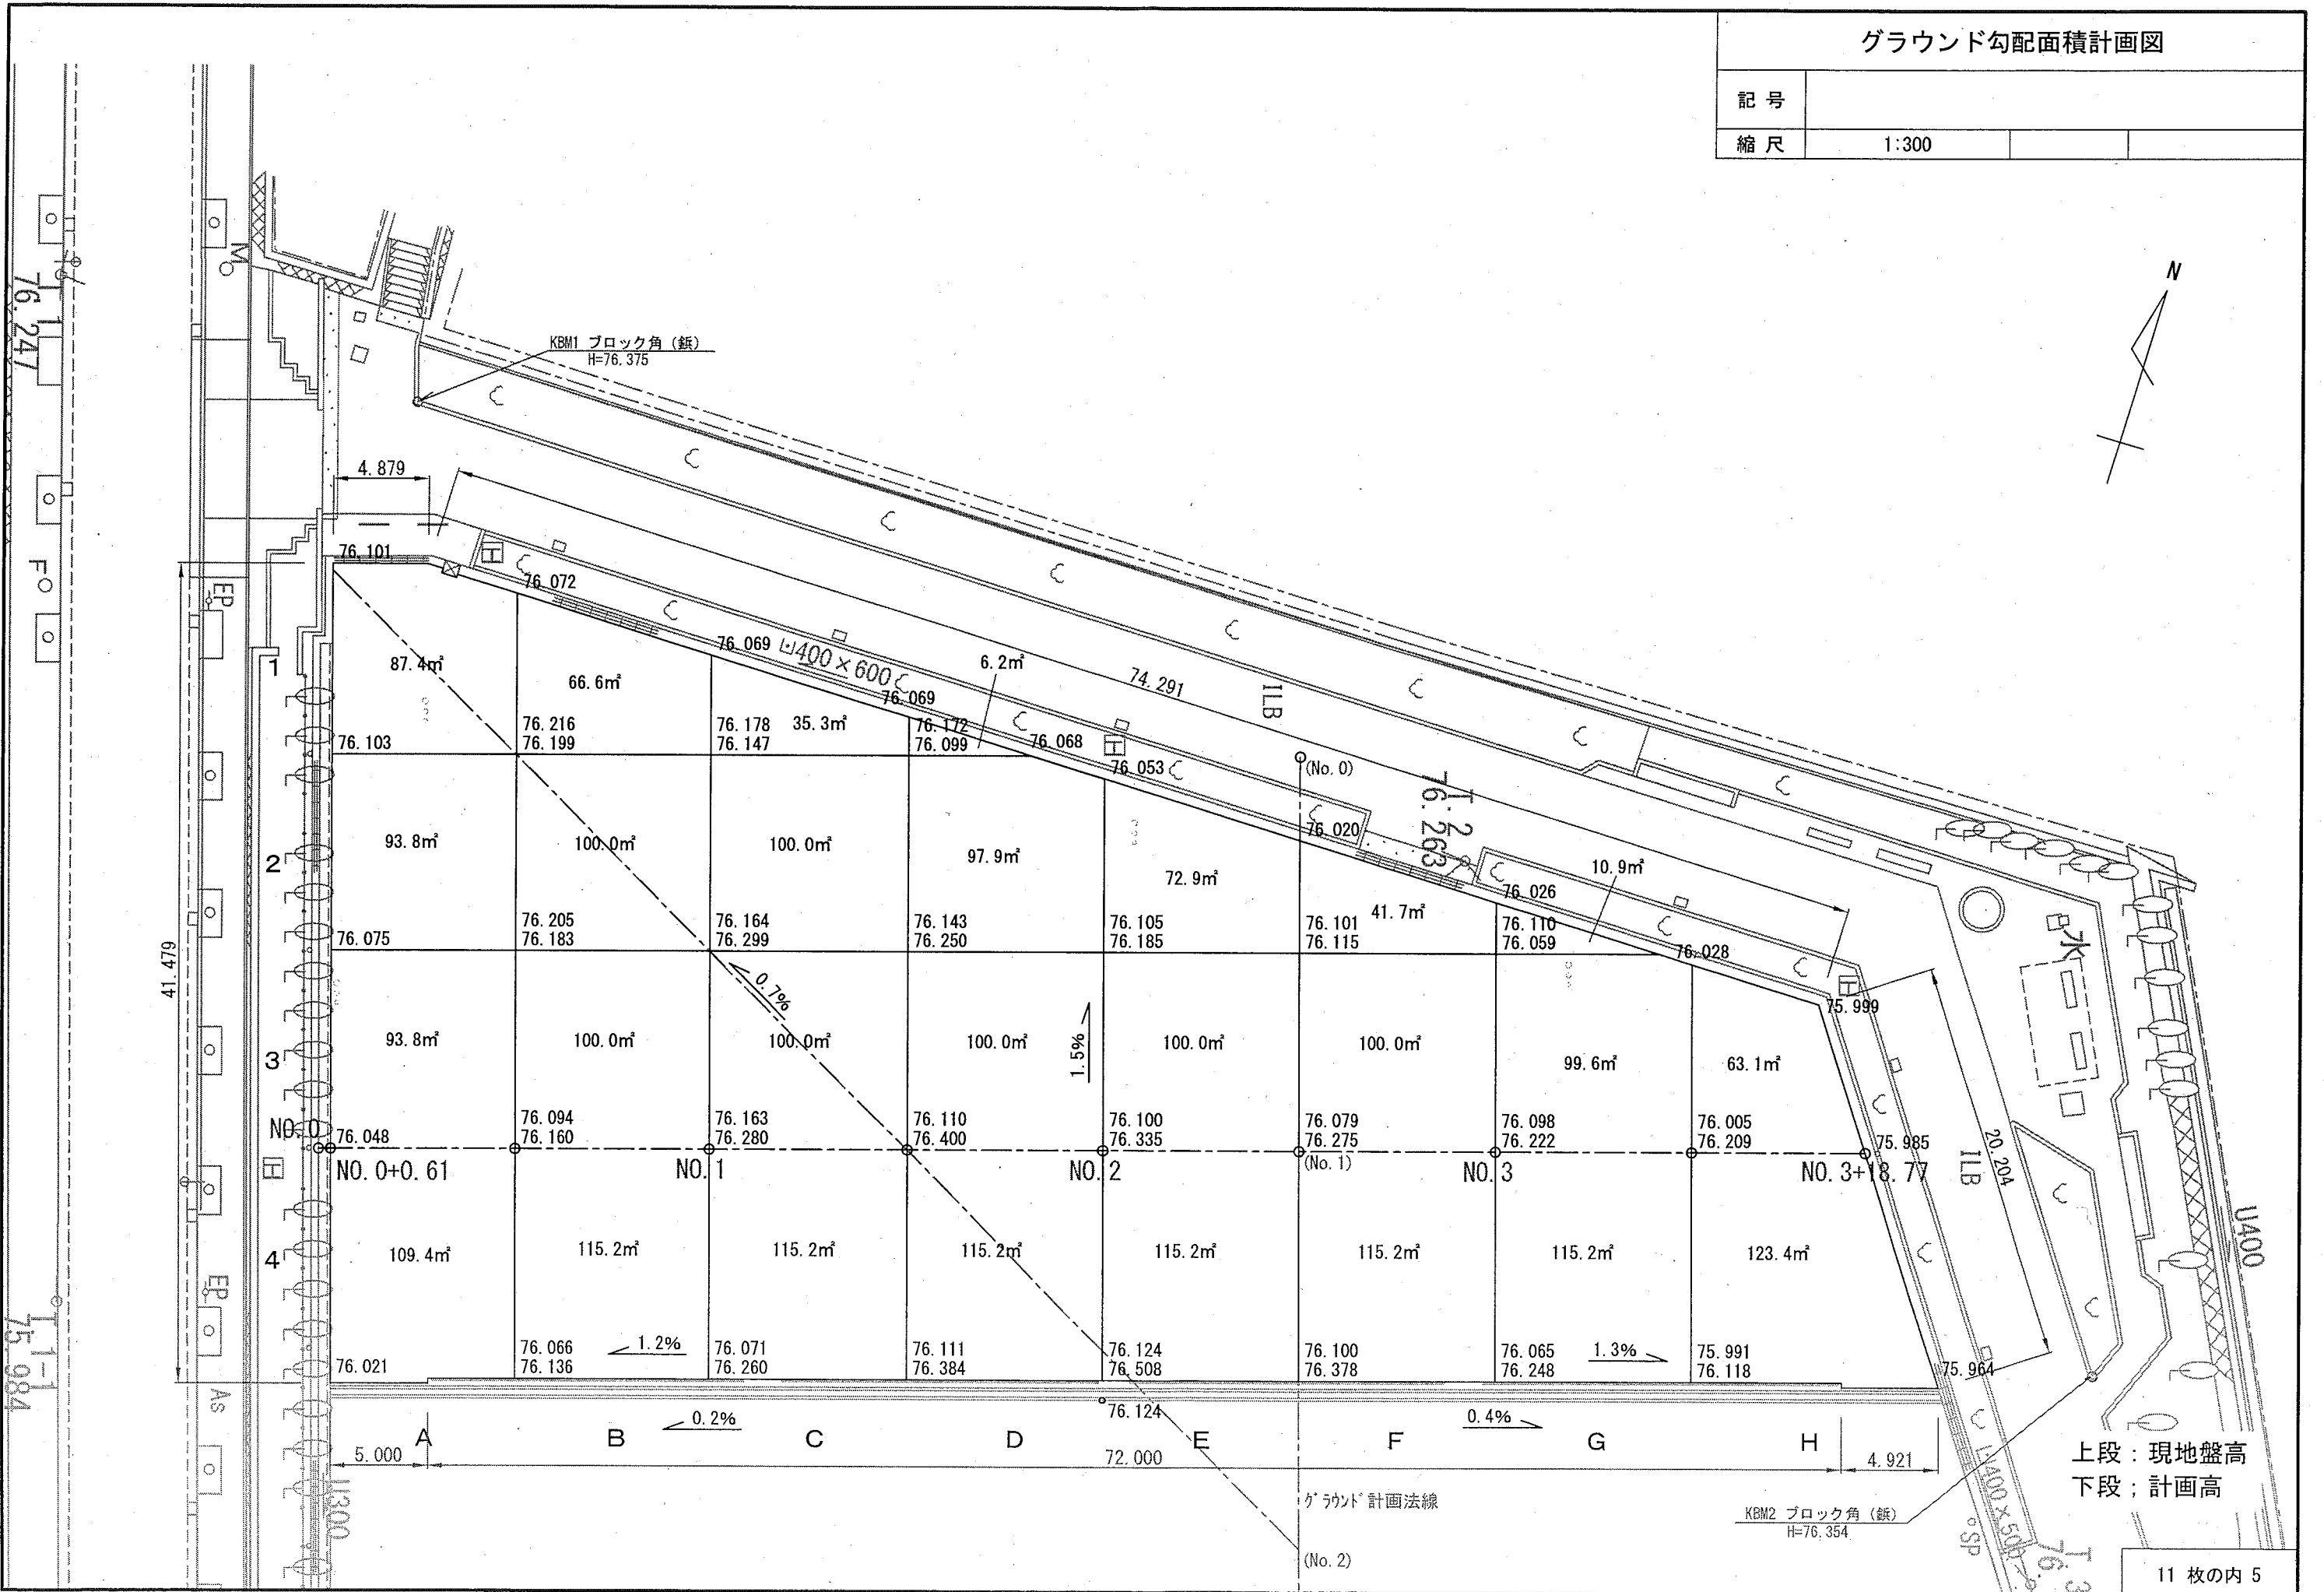 グラウンド勾配面積計画図
記号
縮尺 1:300
N
M
76.247
T.1
KBM1 ブロック角（鋲）
H=76.375
4.879
76.101
76.072
F
EP
1
87.4㎡
66.6㎡
76.069
U400×600
76.069
6.2㎡
74.291
ILB
76.216
76.199
76.178
76.147
35.3㎡
76.172
76.099
76.068
76.053
76.103
(No.0)
T.2
76.263
76.020
76.026
10.9㎡
2
93.8㎡
100.0㎡
100.0㎡
97.9㎡
72.9㎡
41.7㎡
水
76.075
76.205
76.183
76.164
76.299
76.143
76.250
76.105
76.185
76.101
76.115
76.110
76.059
76.028
75.999
41.479
0.7%
1.5%
3
93.8㎡
100.0㎡
100.0㎡
100.0㎡
100.0㎡
100.0㎡
99.6㎡
63.1㎡
NO.0
76.048
76.094
76.160
76.163
76.280
76.110
76.400
76.100
76.335
76.079
76.275
76.098
76.222
76.005
76.209
75.985
NO.0+0.61
NO.1
NO.2
(No.1)
NO.3
NO.3+18.77
ILB
20.204
U400
4
109.4㎡
115.2㎡
115.2㎡
115.2㎡
115.2㎡
115.2㎡
115.2㎡
123.4㎡
EP
T.1-1
75.984
As
76.021
76.066
76.136
1.2%
76.071
76.260
76.111
76.384
76.124
76.508
76.100
76.378
76.065
76.248
1.3%
75.991
76.118
75.964
76.124
0.2%
0.4%
A
B
C
D
E
F
G
H
5.000
72.000
4.921
U300
グラウンド計画法線
(No.2)
KBM2 ブロック角（鋲）
H=76.354
U400×500
SP
T.3
76.
上段：現地盤高
下段；計画高
11 枚の内 5